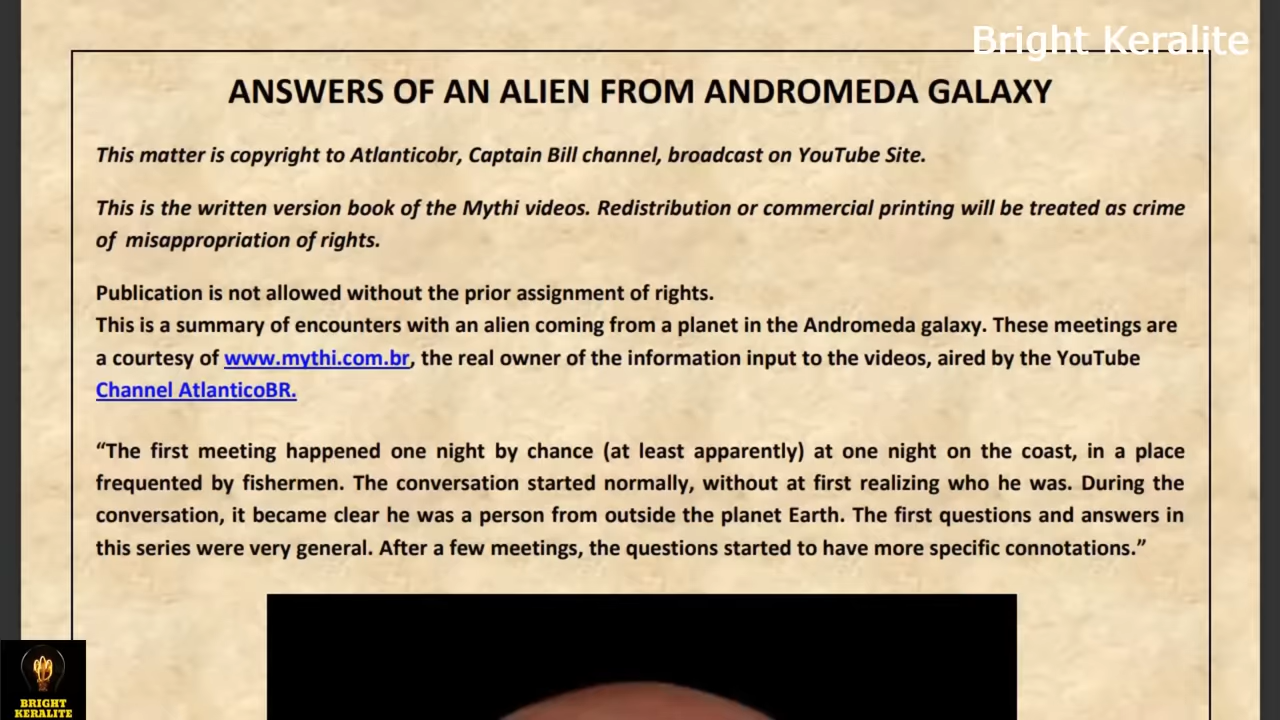 Bright Keralite
ANSWERS OF AN ALIEN FROM ANDROMEDA GALAXY
This matter is copyright to Atlanticobr, Captain Bill channel, broadcast on YouTube Site.
This is the written version book of the Mythi videos. Redistribution or commercial printing will be treated as crime
of misappropriation of rights.
Publication is not allowed without the prior assignment of rights.
This is a summary of encounters with an alien coming from a planet in the Andromeda galaxy. These meetings are
a courtesy of www.mythi.com.br, the real owner of the information input to the videos, aired by the YouTube
Channel AtlanticoBR.
“The first meeting happened one night by chance (at least apparently) at one night on the coast, in a place
frequented by fishermen. The conversation started normally, without at first realizing who he was. During the
conversation, it became clear he was a person from outside the planet Earth. The first questions and answers in
this series were very general. After a few meetings, the questions started to have more specific connotations.”
BRIGHT
KERALITE